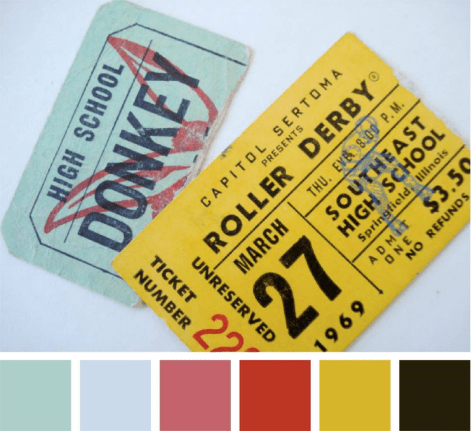 HIGH SCHOOL
DONKEY
CAPITOL SERTOMA
PRESENTS
ROLLER DERBY®
MARCH
27
1969
THU. EVE. 8:00 P.M.
SOUTHEAST
HIGH SCHOOL
Springfield, Illinois
ADMIT
ONE
$3.50
NO REFUNDS
UNRESERVED
TICKET
NUMBER